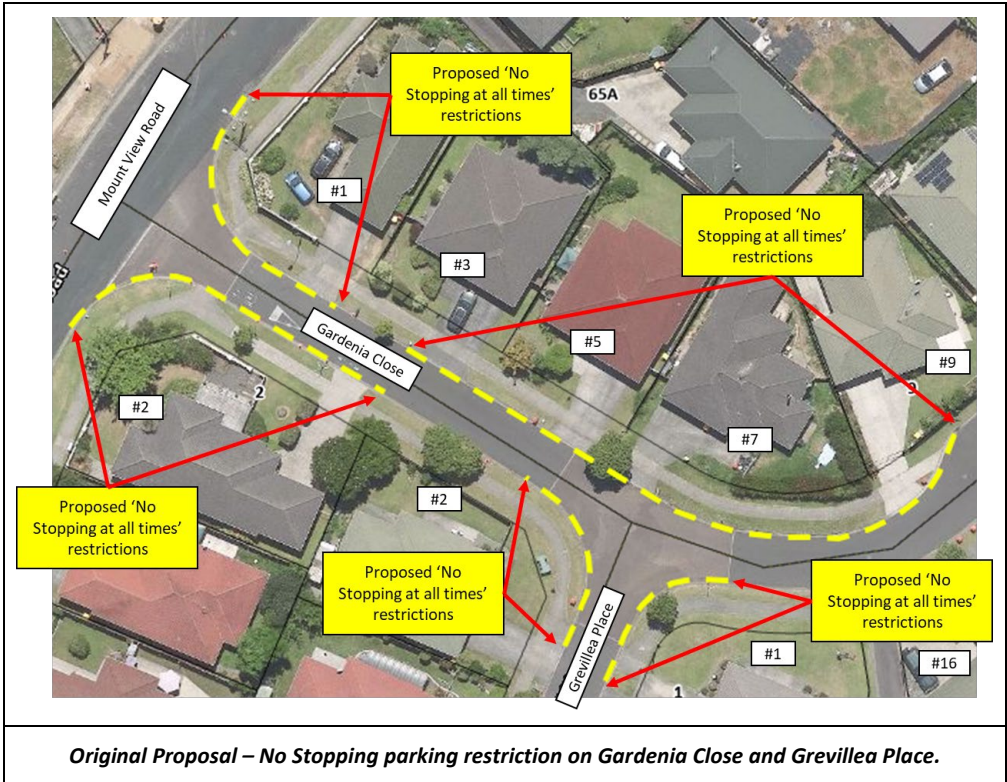 Proposed ‘No
Stopping at all times’
restrictions
65A
Mount View Road
#1
Proposed ‘No
Stopping at all times’
restrictions
#3
Gardenia Close
#5
#9
9
#2
2
#7
#2
Proposed ‘No
Stopping at all times’
restrictions
Proposed ‘No
Stopping at all times’
restrictions
Proposed ‘No
Stopping at all times’
restrictions
Grevillea Place
#1
#16
1
Original Proposal – No Stopping parking restriction on Gardenia Close and Grevillea Place.